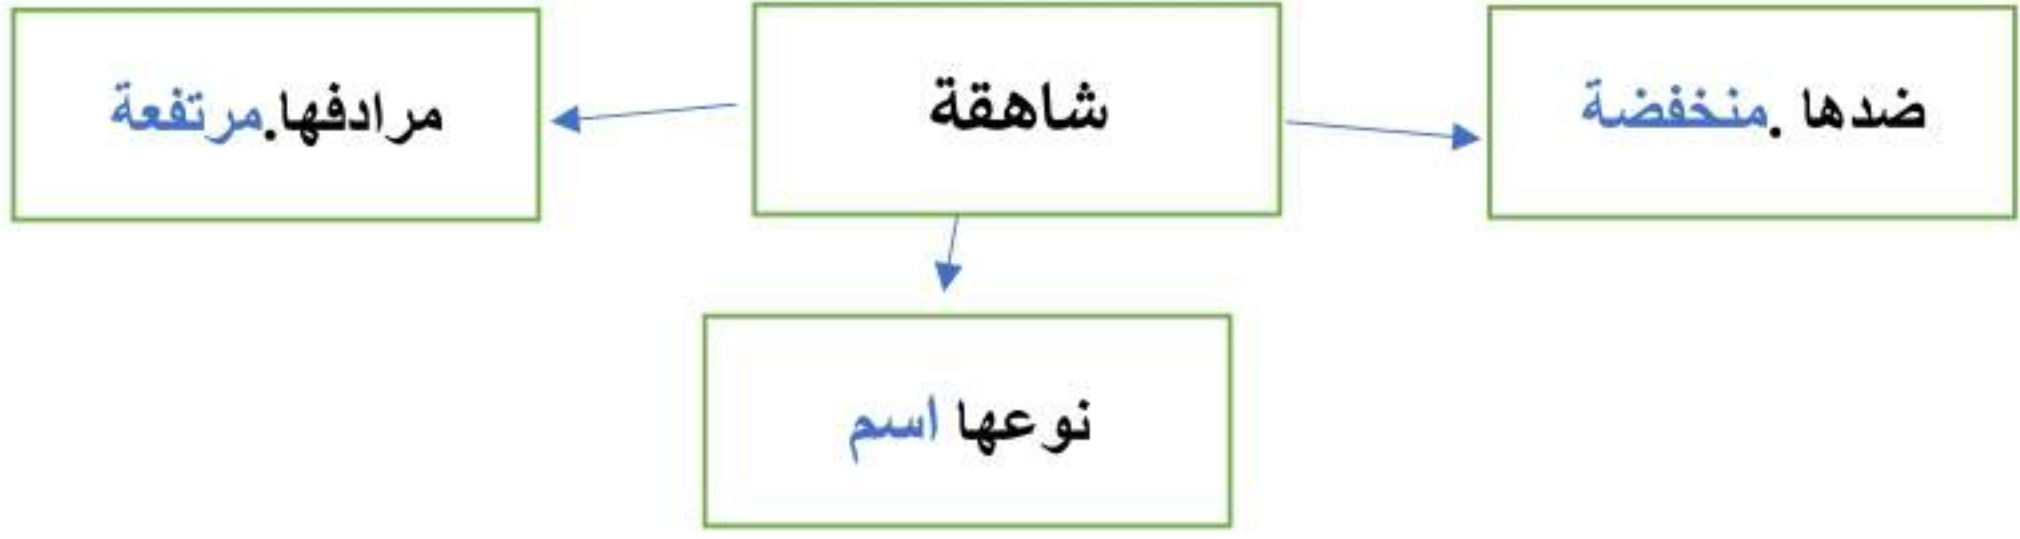 ضدها .منخفضة
شاهقة
مرادفها.مرتفعة
نوعها اسم